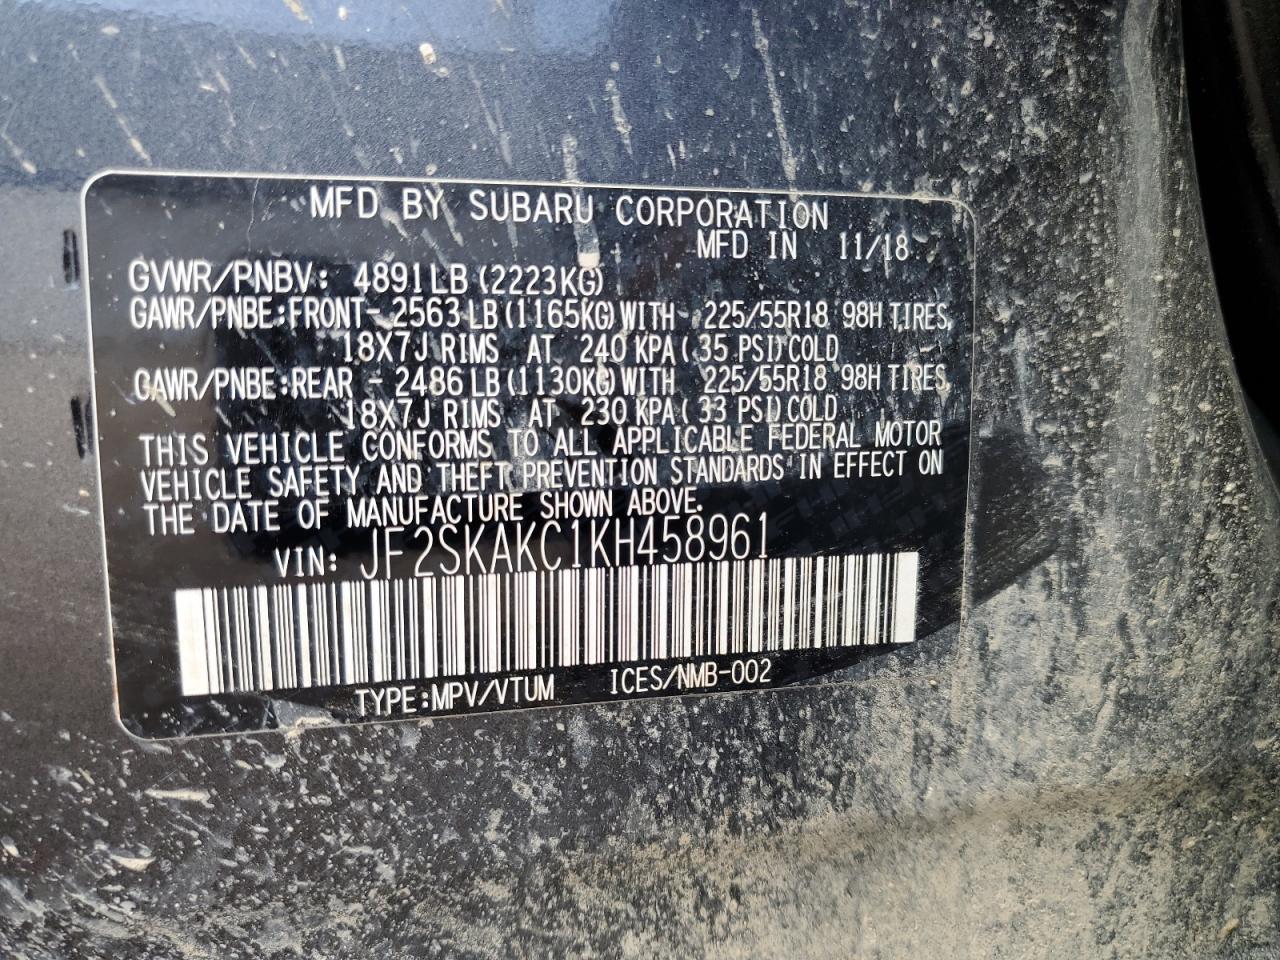 MFD BY SUBARU CORPORATION
MFD IN 11/18
GVWR/PNBV: 4891LB (2223KG)
GAWR/PNBE:FRONT- 2563 LB (1165KG) WITH 225/55R18 98H TIRES,
18X7J RIMS AT 240 KPA ( 35 PSI) COLD
GAWR/PNBE:REAR - 2486 LB (1130KG) WITH 225/55R18 98H TIRES,
18X7J RIMS AT 230 KPA ( 33 PSI) COLD
THIS VEHICLE CONFORMS TO ALL APPLICABLE FEDERAL MOTOR
VEHICLE SAFETY AND THEFT PREVENTION STANDARDS IN EFFECT ON
THE DATE OF MANUFACTURE SHOWN ABOVE.
VIN: JF2SKAKC1KH458961
TYPE:MPV/VTUM ICES/NMB-002